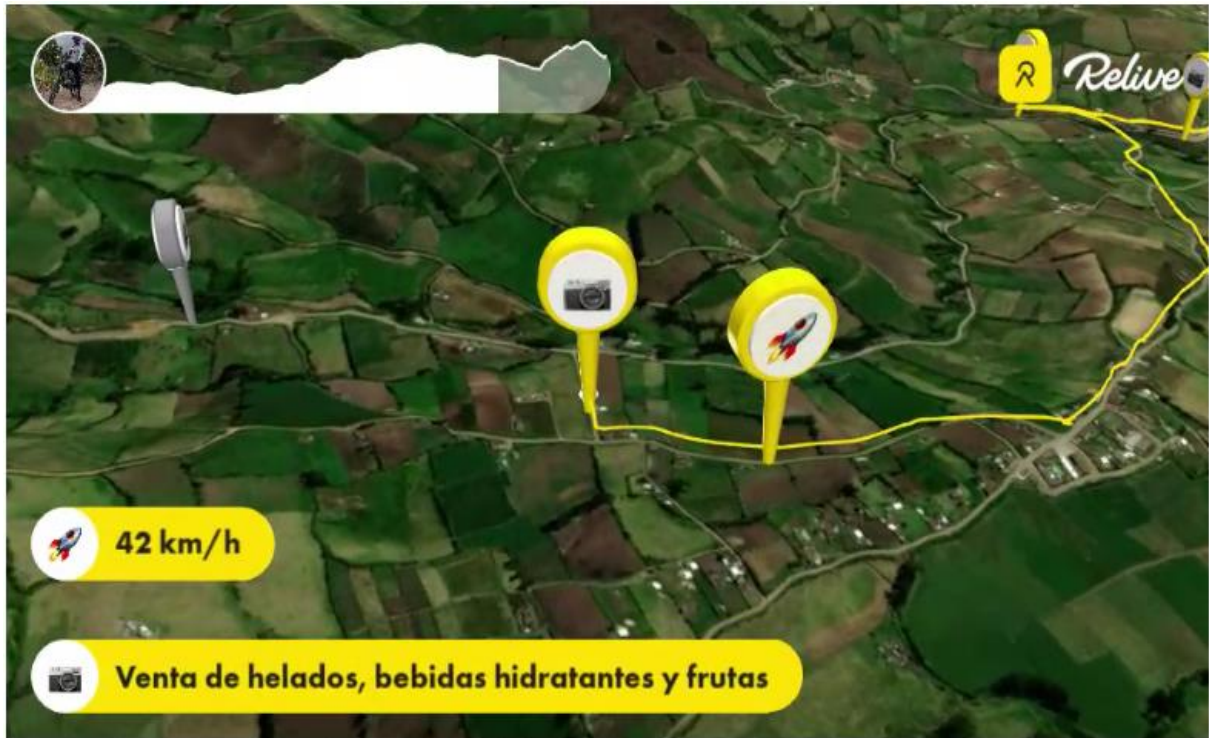 Relive
42 km/h
Venta de helados, bebidas hidratantes y frutas